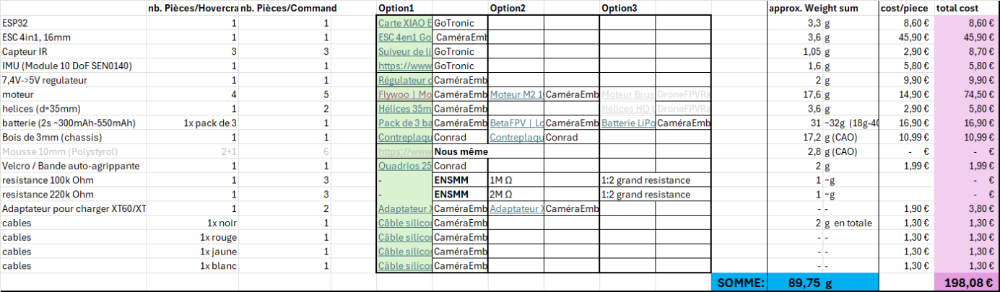 nb. Pièces/Hovercra nb. Pièces/Command Option1 Option2 Option3 approx. Weight sum cost/piece total cost
ESP32 1 1 Carte XIAO E GoTronic 3,3 g 8,60 € 8,60 €
ESC 4in1, 16mm 1 1 ESC 4en1 Go CaméraEmb 3,6 g 45,90 € 45,90 €
Capteur IR 3 3 Suiveur de li GoTronic 1,05 g 2,90 € 8,70 €
IMU (Module 10 DoF SEN0140) 1 1 https://www GoTronic 1,6 g 5,80 € 5,80 €
7,4V->5V regulateur 1 1 Régulateur d CaméraEmb 2 g 9,90 € 9,90 €
moteur 4 5 Flywoo | Mo CaméraEmb Moteur M2 10 CaméraEmb Moteur Brus DroneFPVRa 17,6 g 14,90 € 74,50 €
helices (d=35mm) 1 2 Hélices 35m CaméraEmb Hélices HQ U DroneFPVRa 3,6 g 2,90 € 5,80 €
batterie (2s ~300mAh-550mAh) 1x pack de 3 1 Pack de 3 ba CaméraEmb BetaFPV | Lo CaméraEmb Batterie LiPo CaméraEmb 31 ~32g (18g-40 16,90 € 16,90 €
Bois de 3mm (chassis) 1 1 Contreplaqu Conrad Contreplaqu Conrad 17,2 g (CAO) 10,99 € 10,99 €
Mousse 10mm (Polystyrol) 2+1 6 https://www Nous même 2,8 g (CAO) - € - €
Velcro / Bande auto-agrippante 1 1 Quadrios 25 Conrad 2 g 1,99 € 1,99 €
resistance 100k Ohm 1 3 - ENSMM 1M Ω 1:2 grand resistance 1 ~g - € - €
resistance 220k Ohm 1 3 - ENSMM 2M Ω 1:2 grand resistance 1 ~g - € - €
Adaptateur pour charger XT60/XT 1 2 Adaptateur X CaméraEmb Adaptateur X CaméraEmb - - 1,90 € 3,80 €
cables 1x noir 1 Câble silicor CaméraEmb 2 g en totale 1,30 € 1,30 €
cables 1x rouge 1 Câble silicor CaméraEmb - - 1,30 € 1,30 €
cables 1x jaune 1 Câble silicor CaméraEmb - - 1,30 € 1,30 €
cables 1x blanc 1 Câble silicor CaméraEmb - - 1,30 € 1,30 €
SOMME: 89,75 g 198,08 €